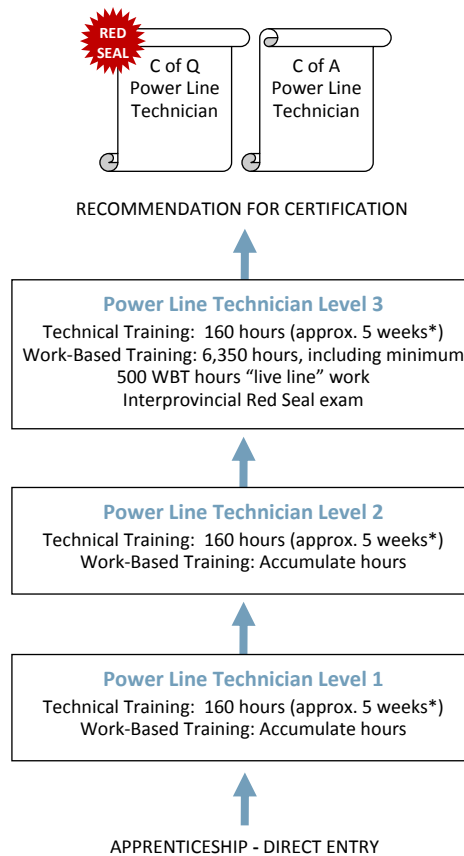 RED
SEAL
C of Q
Power Line
Technician
C of A
Power Line
Technician
RECOMMENDATION FOR CERTIFICATION
Power Line Technician Level 3
Technical Training:  160 hours (approx. 5 weeks*)
Work-Based Training: 6,350 hours, including minimum
500 WBT hours “live line” work
Interprovincial Red Seal exam
Power Line Technician Level 2
Technical Training:  160 hours (approx. 5 weeks*)
Work-Based Training: Accumulate hours
Power Line Technician Level 1
Technical Training:  160 hours (approx. 5 weeks*)
Work-Based Training: Accumulate hours
APPRENTICESHIP - DIRECT ENTRY